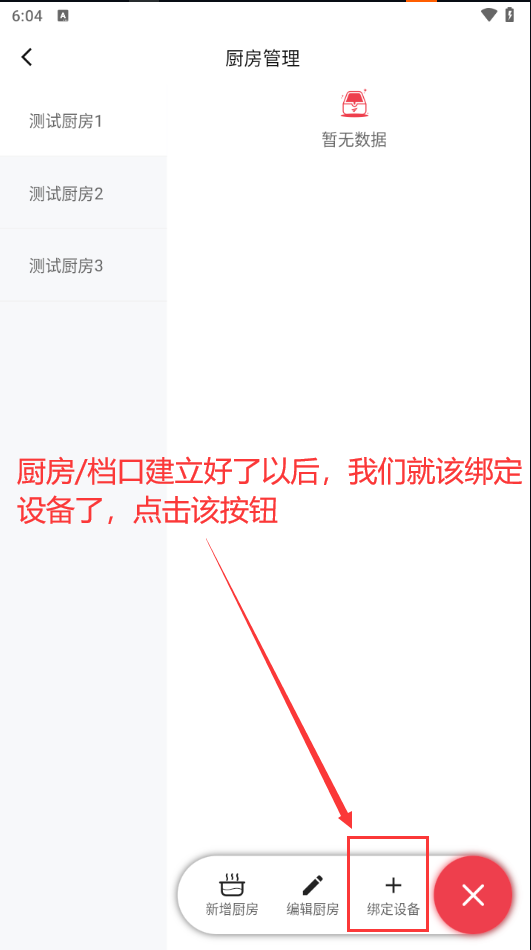 6:04
厨房管理
测试厨房1
暂无数据
测试厨房2
测试厨房3
厨房/档口建立好了以后，我们就该绑定
设备了，点击该按钮
新增厨房 编辑厨房 绑定设备